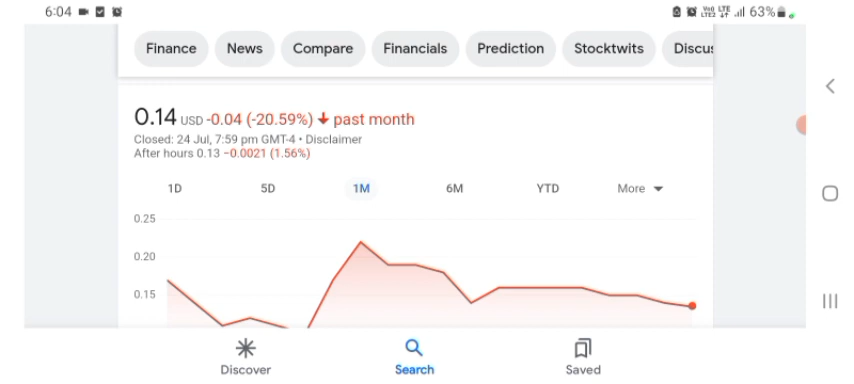 6:04 63%
Finance News Compare Financials Prediction Stocktwits Discus
0.14 USD -0.04 (-20.59%) ↓ past month
Closed: 24 Jul, 7:59 pm GMT-4 • Disclaimer
After hours 0.13 −0.0021 (1.56%)
1D 5D 1M 6M YTD More
0.25
0.20
0.15
Discover Search Saved